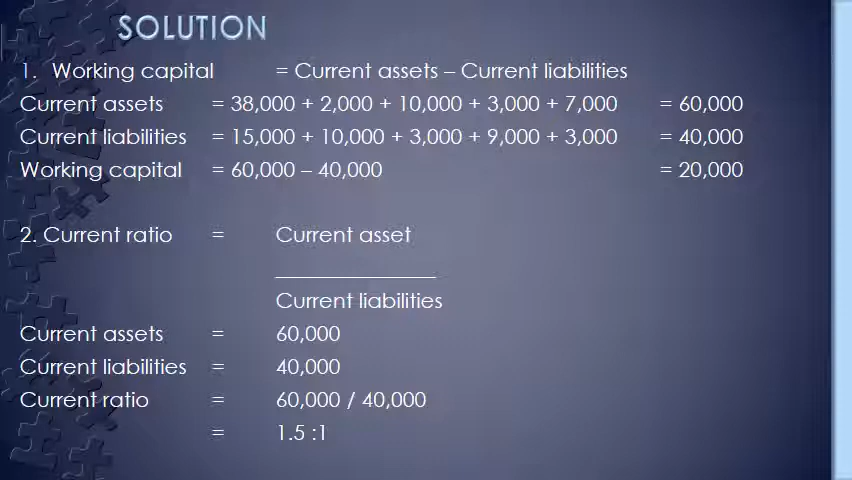 SOLUTION
1. Working capital = Current assets – Current liabilities
Current assets = 38,000 + 2,000 + 10,000 + 3,000 + 7,000 = 60,000
Current liabilities = 15,000 + 10,000 + 3,000 + 9,000 + 3,000 = 40,000
Working capital = 60,000 – 40,000 = 20,000
2. Current ratio = Current asset
_______________
Current liabilities
Current assets = 60,000
Current liabilities = 40,000
Current ratio = 60,000 / 40,000
= 1.5 :1